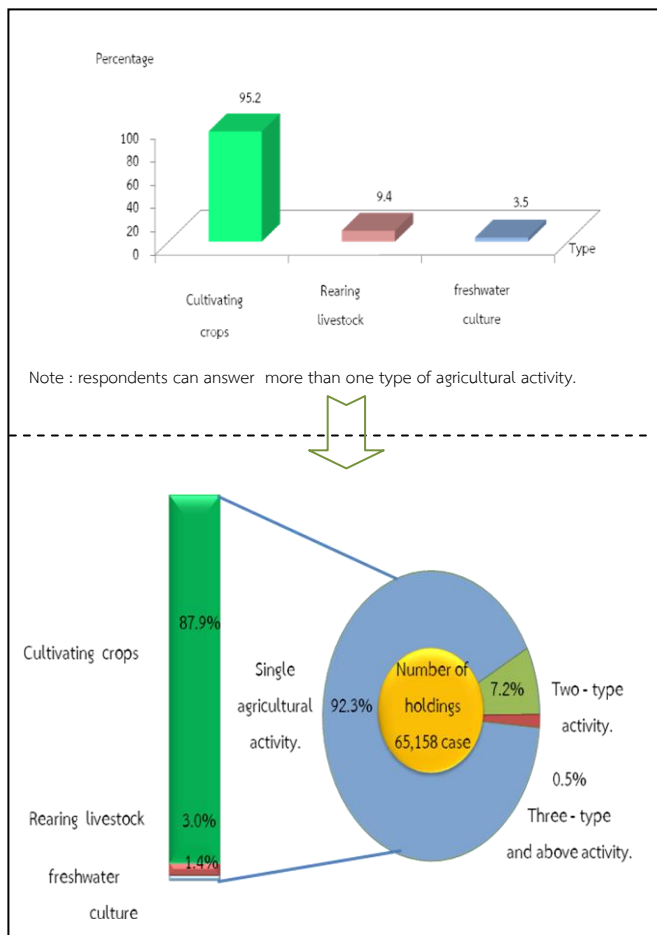 Percentage
95.2
100
80
60
40
20
0
9.4
3.5
Type
Cultivating
crops
Rearing
livestock
freshwater
culture
Note : respondents can answer more than one type of agricultural activity.
87.9%
Cultivating crops
Rearing livestock
3.0%
1.4%
freshwater
culture
Single
agricultural
activity.
92.3%
Number of
holdings
65,158 case
7.2%
Two - type
activity.
0.5%
Three - type
and above activity.